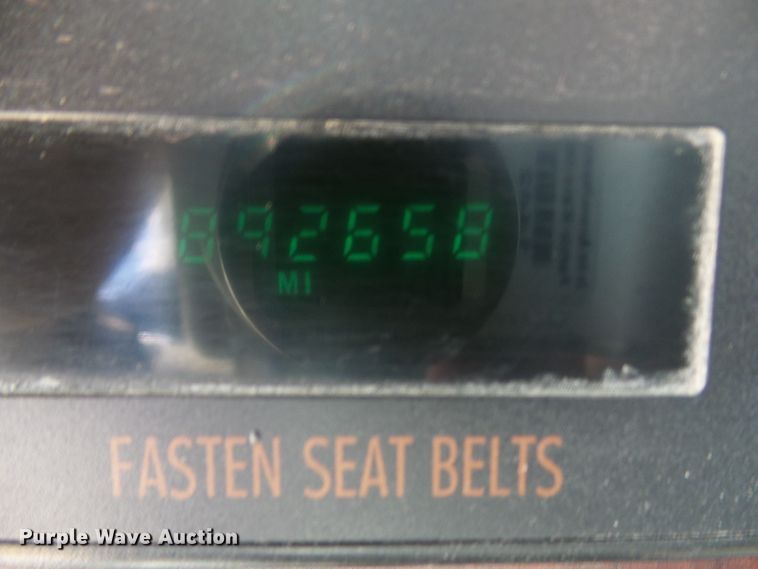 892658
MI
FASTEN SEAT BELTS
Purple Wave Auction